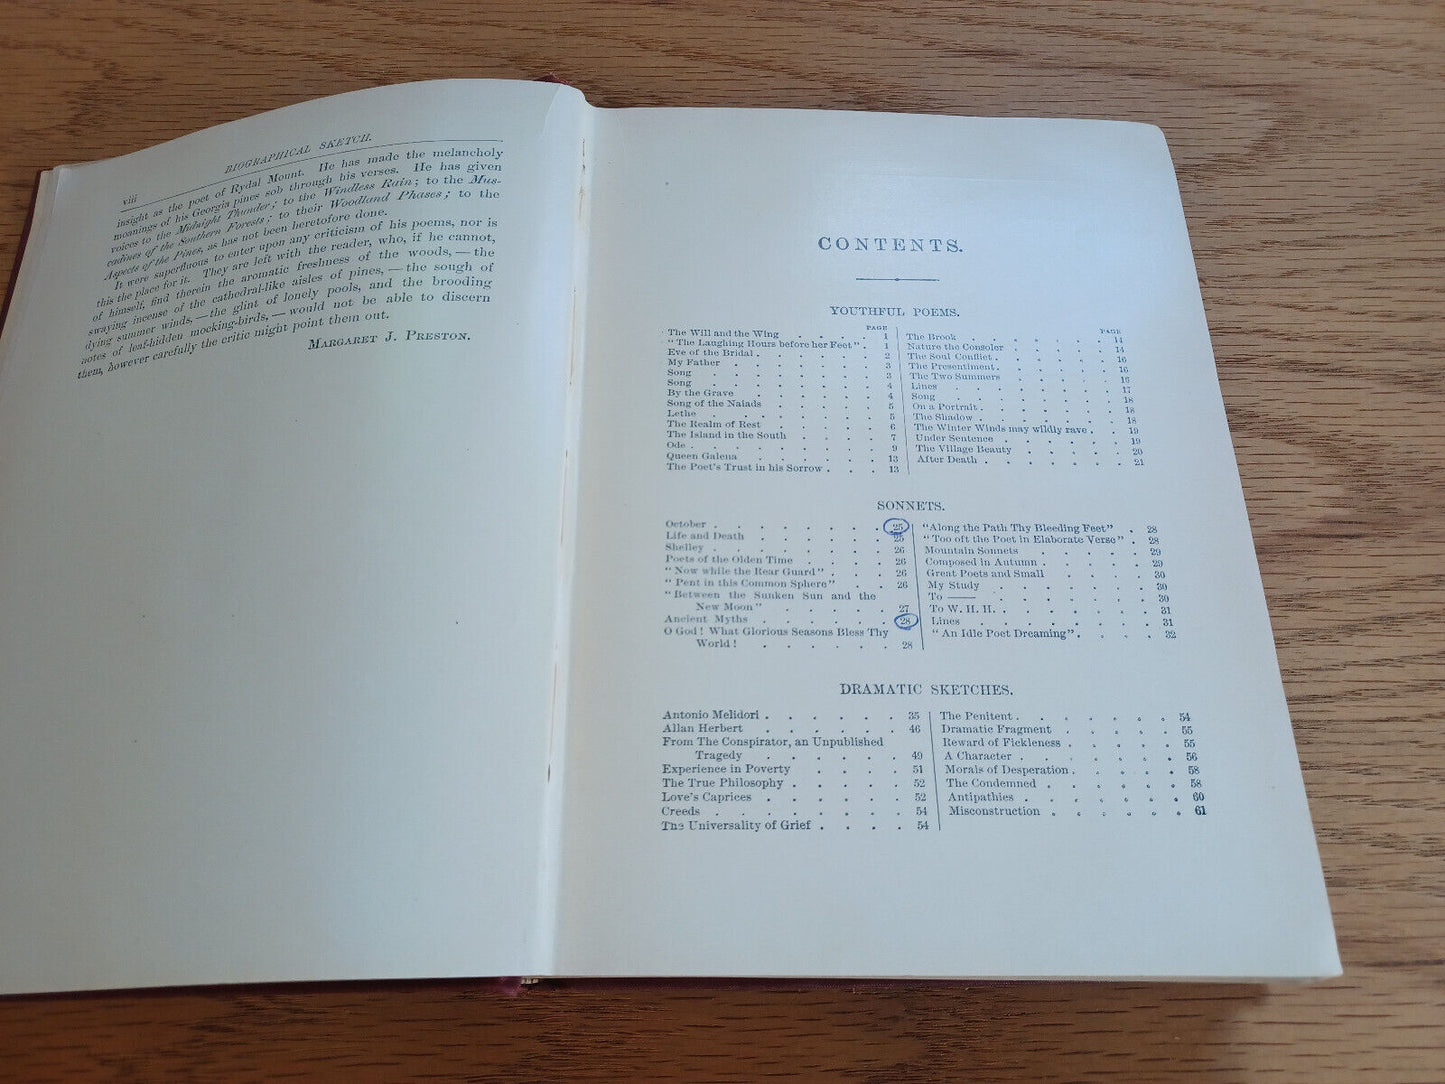 viii BIOGRAPHICAL SKETCH.
insight as the poet of Rydal Mount. He has made the melancholy
moanings of his Georgia pines sob through his verses. He has given
voices to the Midnight Thunder; to the Windless Rain; to the Mus-
cadines of the Southern Forests; to their Woodland Phases; to the
Aspects of the Pines, as has not been heretofore done.
It were superfluous to enter upon any criticism of his poems, nor is
this the place for it. They are left with the reader, who, if he cannot,
of himself, find therein the aromatic freshness of the woods, — the
swaying incense of the cathedral-like aisles of pines, — the sough of
dying summer winds, — the glint of lonely pools, and the brooding
notes of leaf-hidden mocking-birds, — would not be able to discern
them, however carefully the critic might point them out.
MARGARET J. PRESTON.
CONTENTS.
YOUTHFUL POEMS.
PAGE
The Will and the Wing . . . . . 1
"The Laughing Hours before her Feet" . 1
Eve of the Bridal . . . . . . . 2
My Father . . . . . . . . 3
Song . . . . . . . . 3
Song . . . . . . . . 4
By the Grave . . . . . . 4
Song of the Naiads . . . . . . 5
Lethe . . . . . . . . 5
The Realm of Rest . . . . . . 6
The Island in the South . . . . . 7
Ode . . . . . . . . . 9
Queen Galena . . . . . . 13
The Poet's Trust in his Sorrow . . . 13
PAGE
The Brook . . . . . . . 14
Nature the Consoler . . . . . . 14
The Soul Conflict . . . . . . . 16
The Presentiment . . . . . . . 16
The Two Summers . . . . . . 16
Lines . . . . . . . . 17
Song . . . . . . . . 18
On a Portrait . . . . . . . 18
The Shadow . . . . . . . 18
The Winter Winds may wildly rave . . . 19
Under Sentence . . . . . . 19
The Village Beauty . . . . . . 20
After Death . . . . . . . 21
SONNETS.
October . . . . . . . . 25
Life and Death . . . . . . 25
Shelley . . . . . . . . 26
Poets of the Olden Time . . . . . 26
"Now while the Rear Guard" . . . . 26
"Pent in this Common Sphere" . . . 26
"Between the Sunken Sun and the
New Moon" . . . . . . 27
Ancient Myths . . . . . . . 28
O God! What Glorious Seasons Bless Thy
World! . . . . . . 28
"Along the Path Thy Bleeding Feet" . 28
"Too oft the Poet in Elaborate Verse" . 28
Mountain Sonnets . . . . . 29
Composed in Autumn . . . . . 29
Great Poets and Small . . . . 30
My Study . . . . . . . 30
To —— . . . . . . . 30
To W. H. H. . . . . . . . 31
Lines . . . . . . . 31
"An Idle Poet Dreaming" . . . . 32
DRAMATIC SKETCHES.
Antonio Melidori . . . . . . 35
Allan Herbert . . . . . . 46
From The Conspirator, an Unpublished
Tragedy . . . . . . 49
Experience in Poverty . . . . 51
The True Philosophy . . . . . 52
Love's Caprices . . . . . . 52
Creeds . . . . . . . . 54
The Universality of Grief . . . . 54
The Penitent . . . . . . . 54
Dramatic Fragment . . . . . 55
Reward of Fickleness . . . . . 55
A Character . . . . . . 56
Morals of Desperation . . . . . 58
The Condemned . . . . . . 58
Antipathies . . . . . . . 60
Misconstruction . . . . . . 61